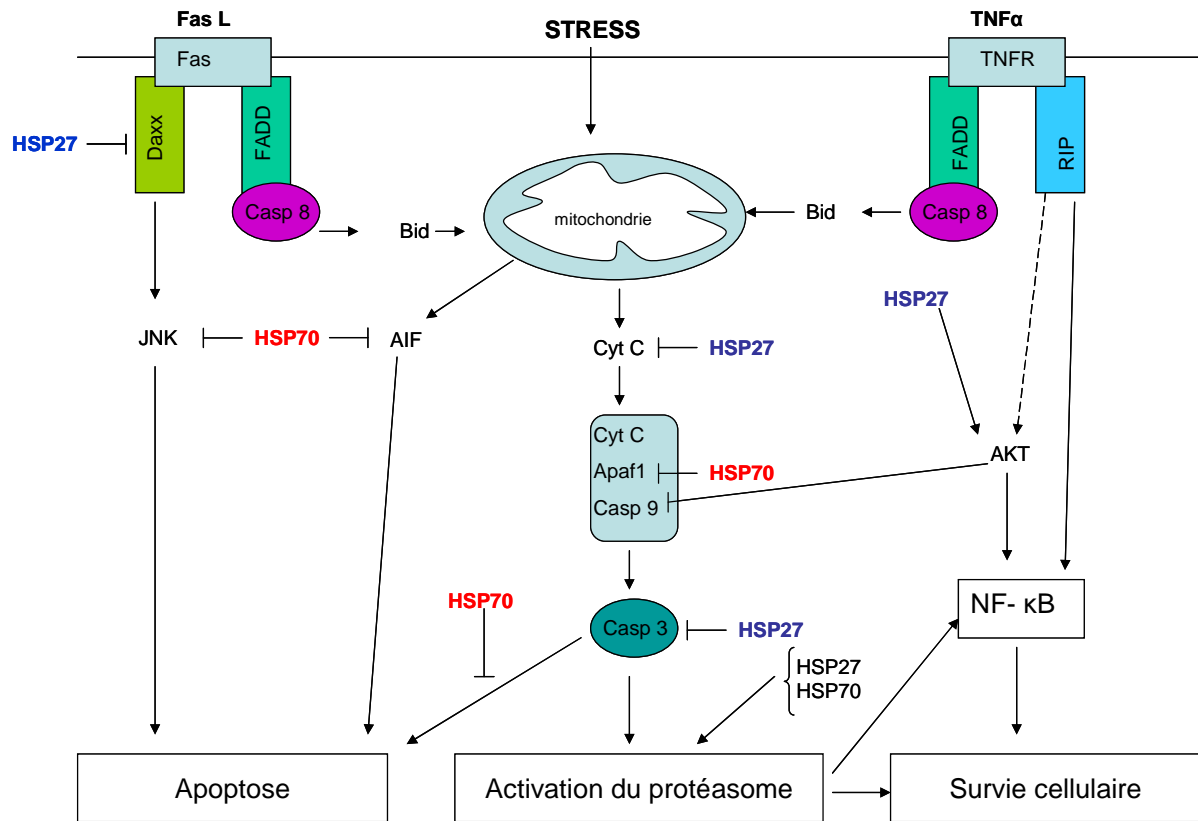 Fas L
STRESS
TNFα
Fas
TNFR
HSP27
Daxx
FADD
FADD
RIP
Casp 8
Casp 8
Bid
mitochondrie
Bid
HSP27
JNK
HSP70
AIF
Cyt C
HSP27
Cyt C
Apaf1
HSP70
AKT
Casp 9
HSP70
NF- κB
Casp 3
HSP27
HSP27
HSP70
Apoptose
Activation du protéasome
Survie cellulaire